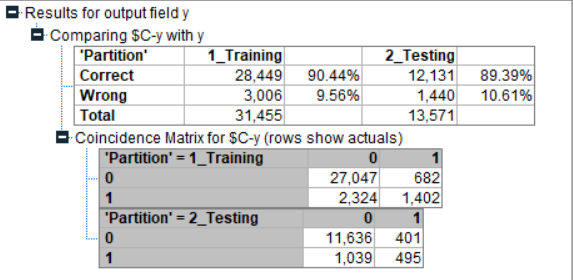 Results for output field y
Comparing $C-y with y
'Partition' 1_Training 2_Testing
Correct 28,449 90.44% 12,131 89.39%
Wrong 3,006 9.56% 1,440 10.61%
Total 31,455 13,571
Coincidence Matrix for $C-y (rows show actuals)
'Partition' = 1_Training 0 1
0 27,047 682
1 2,324 1,402
'Partition' = 2_Testing 0 1
0 11,636 401
1 1,039 495